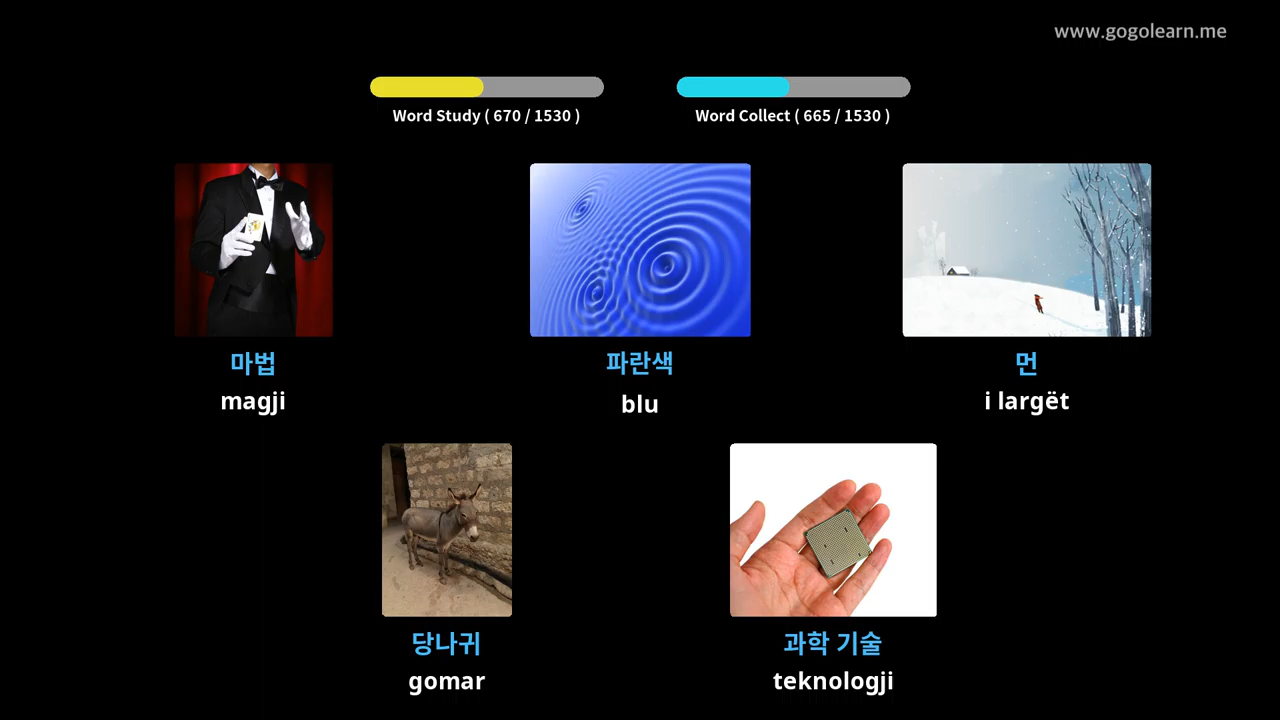 www.gogolearn.me
Word Study ( 670 / 1530 )
Word Collect ( 665 / 1530 )
마법
magji
파란색
blu
먼
i largët
당나귀
gomar
과학 기술
teknologji